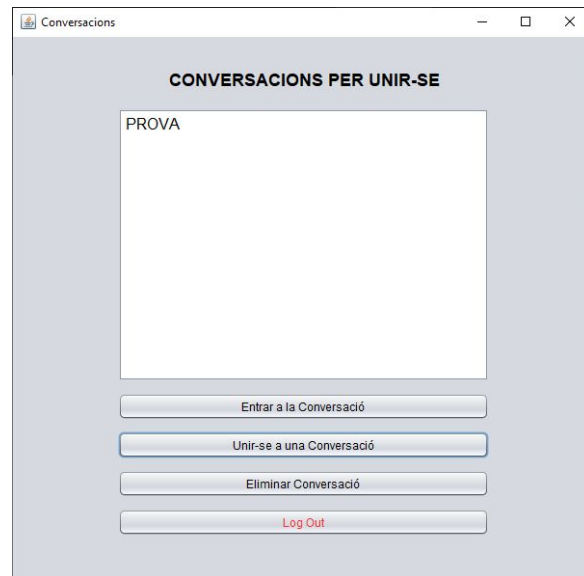 Conversacions
CONVERSACIONS PER UNIR-SE
PROVA
Entrar a la Conversació
Unir-se a una Conversació
Eliminar Conversació
Log Out